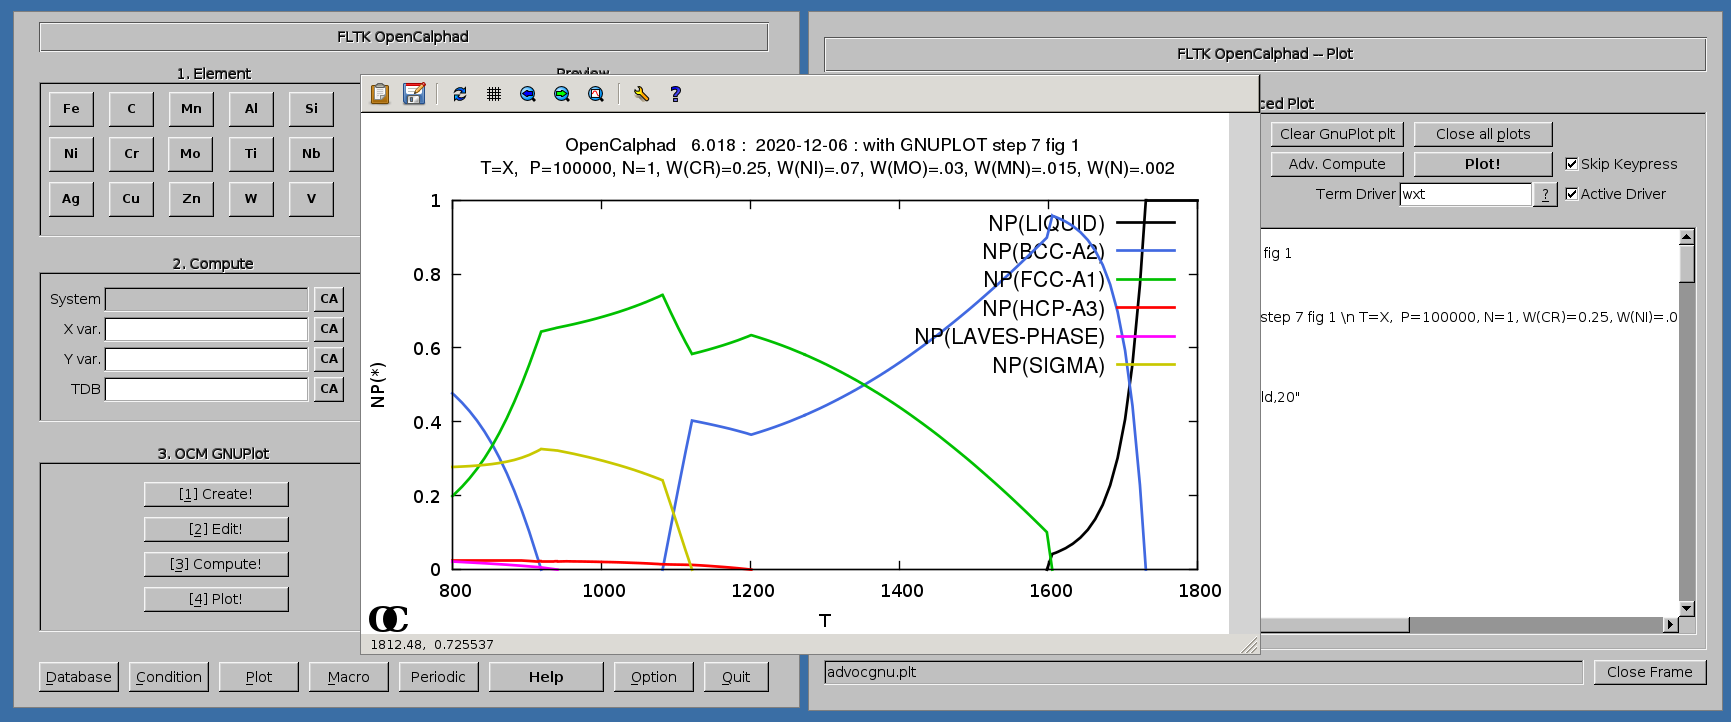 FLTK OpenCalphad
1. Element
Preview
Fe C Mn Al Si
Ni Cr Mo Ti Nb
Ag Cu Zn W V
2. Compute
System CA
X var. CA
Y var. CA
TDB CA
3. OCM GNUPlot
[1] Create!
[2] Edit!
[3] Compute!
[4] Plot!
Database Condition Plot Macro Periodic Help Option Quit
?
OpenCalphad 6.018 : 2020-12-06 : with GNUPLOT step 7 fig 1
T=X, P=100000, N=1, W(CR)=0.25, W(NI)=.07, W(MO)=.03, W(MN)=.015, W(N)=.002
NP(LIQUID)
NP(BCC-A2)
NP(FCC-A1)
NP(HCP-A3)
NP(LAVES-PHASE)
NP(SIGMA)
1
0.8
0.6
0.4
0.2
0
NP(*)
800 1000 1200 1400 1600 1800
T
OC
1812.48, 0.725537
FLTK OpenCalphad -- Plot
ced Plot
Clear GnuPlot plt Close all plots
Adv. Compute Plot! Skip Keypress
Term Driver wxt ? Active Driver
fig 1
step 7 fig 1 \n T=X, P=100000, N=1, W(CR)=0.25, W(NI)=.0
ld,20"
advocgnu.plt Close Frame